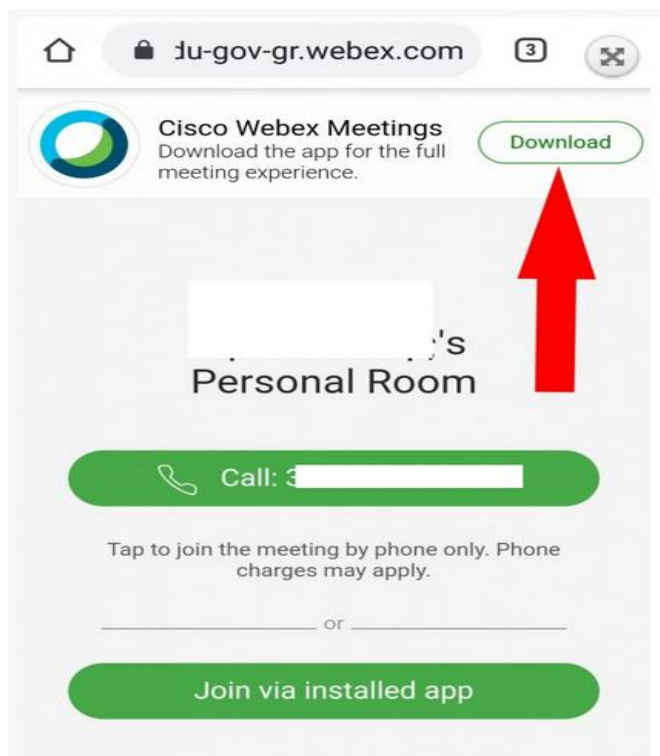 du-gov-gr.webex.com 3
Cisco Webex Meetings
Download the app for the full
meeting experience.
Download
's
Personal Room
Call: 3
Tap to join the meeting by phone only. Phone
charges may apply.
or
Join via installed app